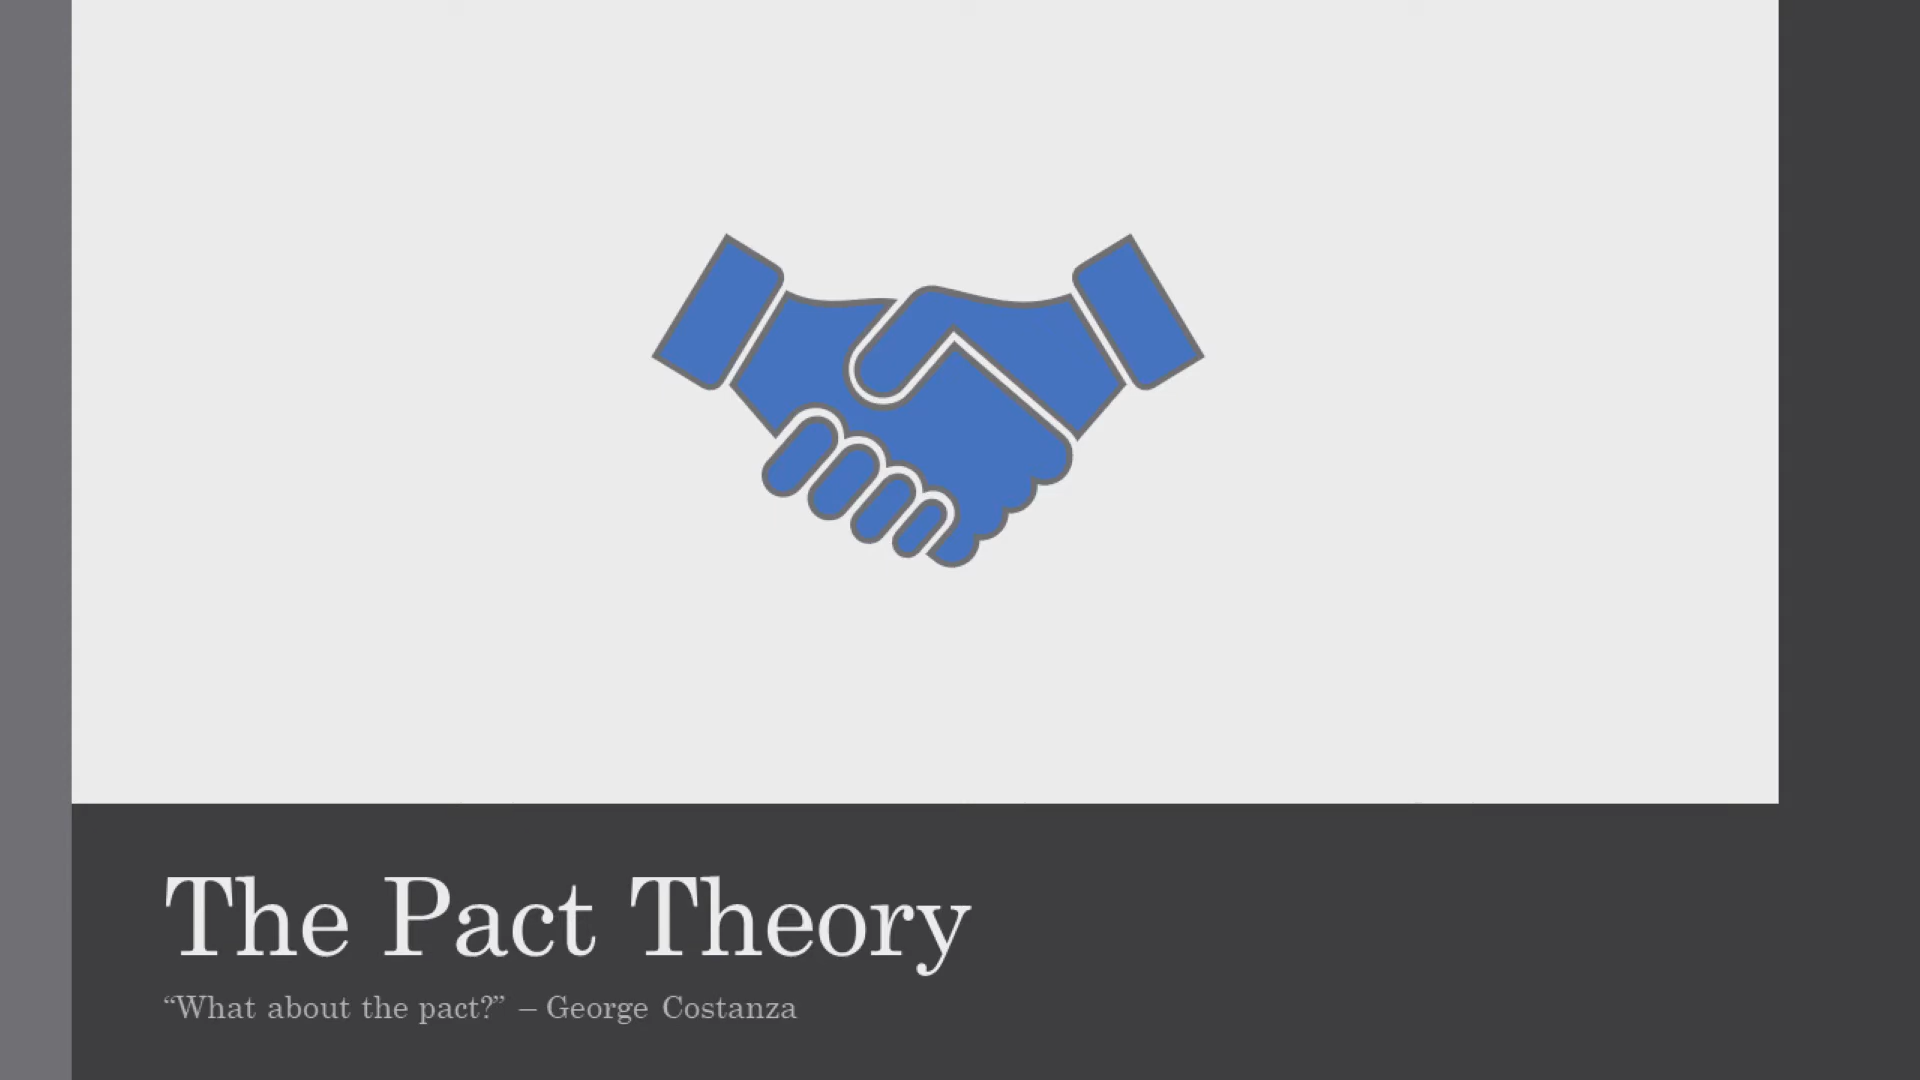 The Pact Theory
“What about the pact?” – George Costanza